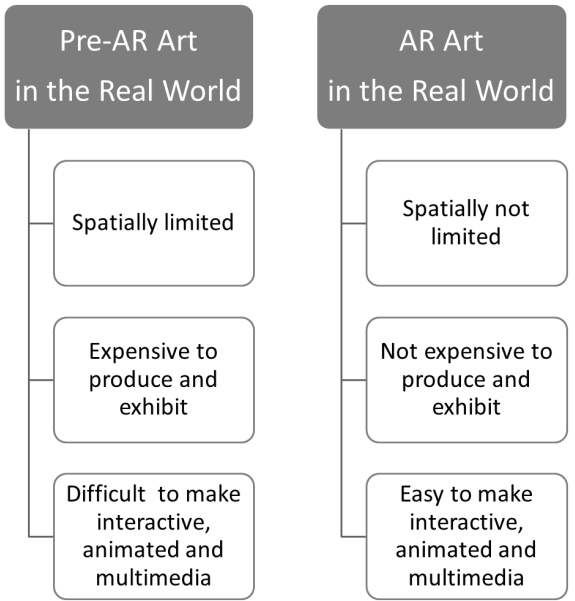 Pre-AR Art
in the Real World
Spatially limited
Expensive to
produce and
exhibit
Difficult to make
interactive,
animated and
multimedia
AR Art
in the Real World
Spatially not
limited
Not expensive to
produce and
exhibit
Easy to make
interactive,
animated and
multimedia